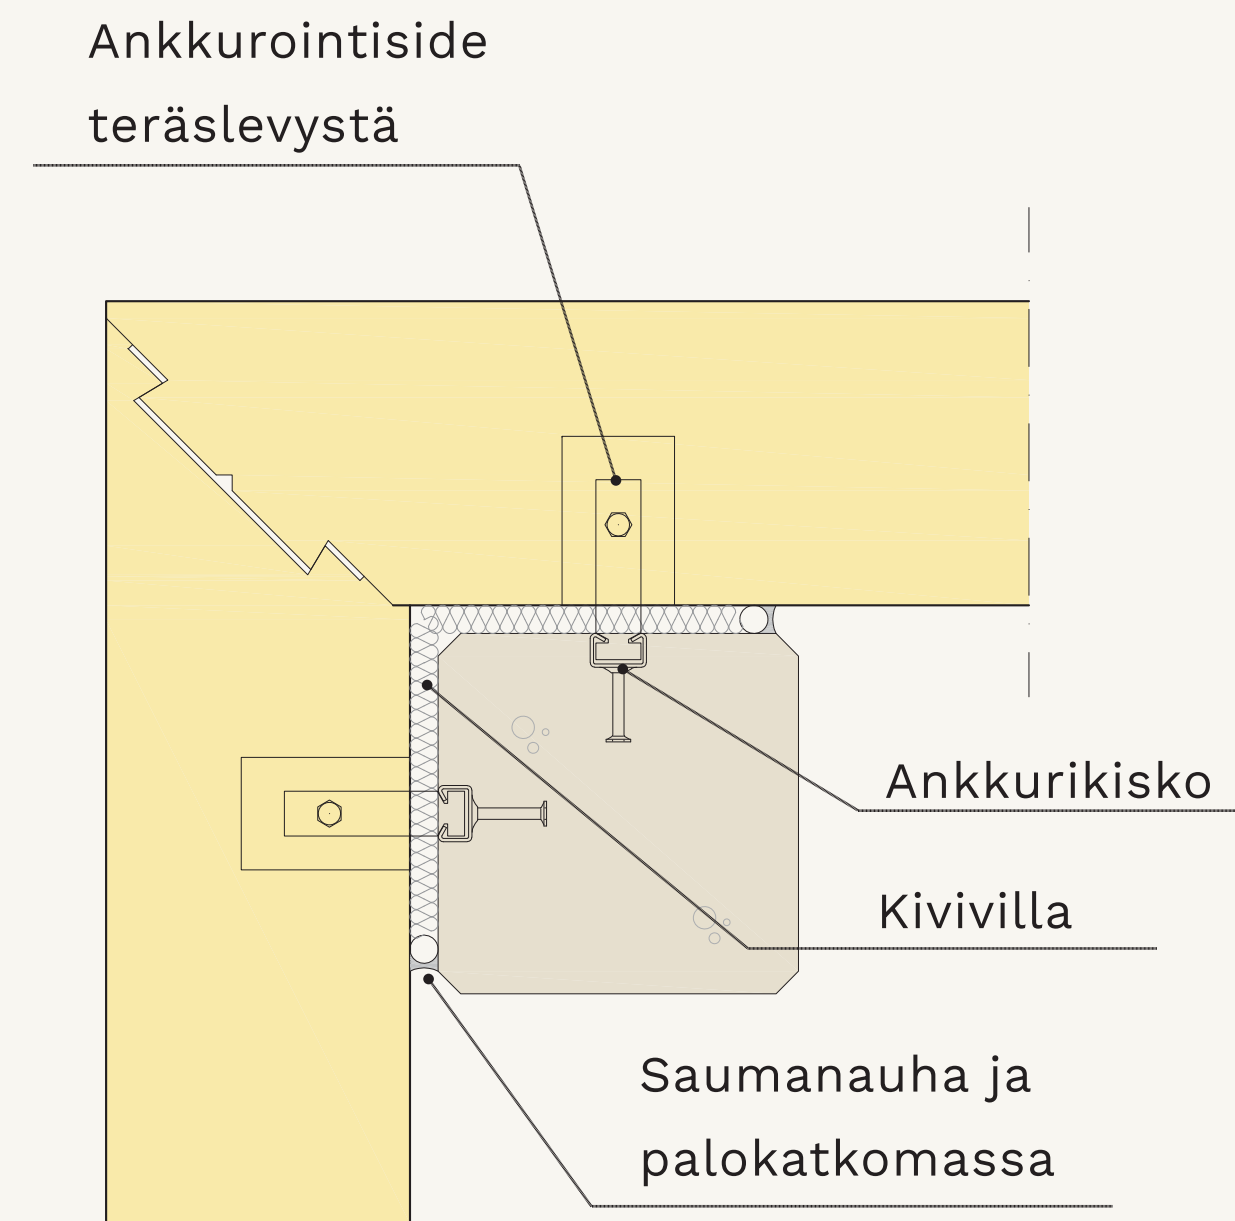 Ankkurointiside
teräslevystä
Ankkurikisko
Kivivilla
Saumanauha ja
palokatkomassa